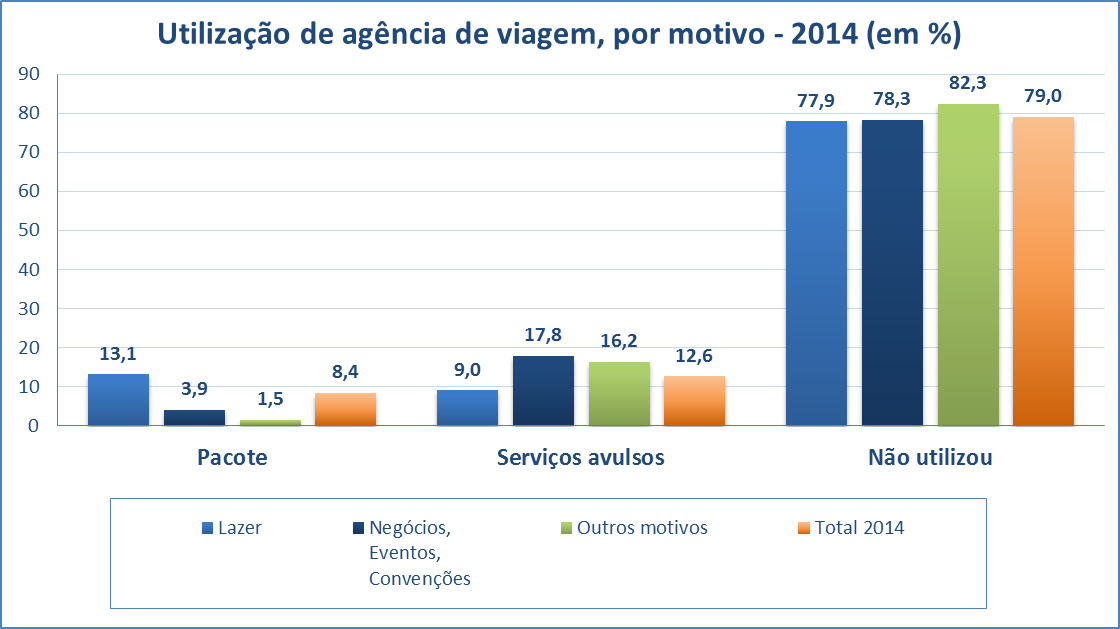 Utilização de agência de viagem, por motivo - 2014 (em %)
90
80
70
60
50
40
30
20
10
0
13,1
3,9
1,5
8,4
9,0
17,8
16,2
12,6
77,9
78,3
82,3
79,0
Pacote
Serviços avulsos
Não utilizou
Lazer
Negócios,
Eventos,
Convenções
Outros motivos
Total 2014